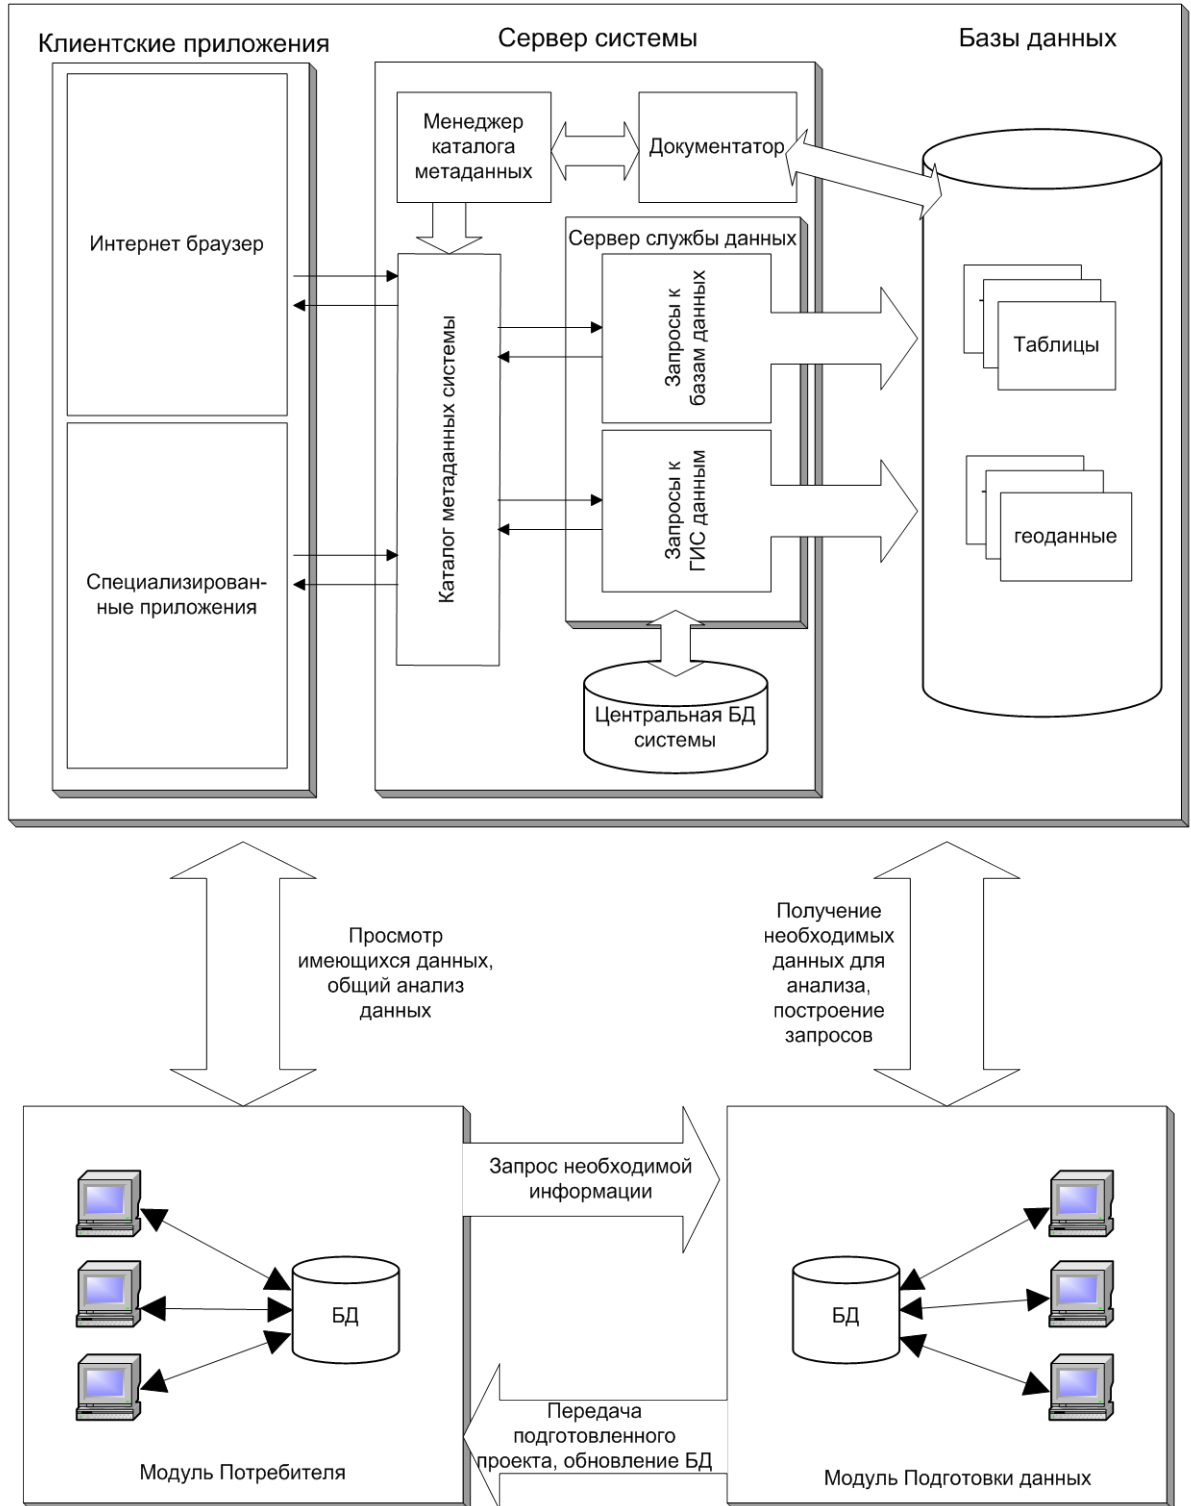 Клиентские приложения
Сервер системы
Базы данных
Менеджер
каталога
метаданных
Документатор
Интернет браузер
Сервер службы данных
Запросы к
базам данных
Таблицы
Каталог метаданных системы
Запросы к
ГИС данным
геоданные
Специализирован-
ные приложения
Центральная БД
системы
Просмотр
имеющихся данных,
общий анализ
данных
Получение
необходимых
данных для
анализа,
построение
запросов
Запрос необходимой
информации
БД
БД
Передача
подготовленного
проекта, обновление БД
Модуль Потребителя
Модуль Подготовки данных